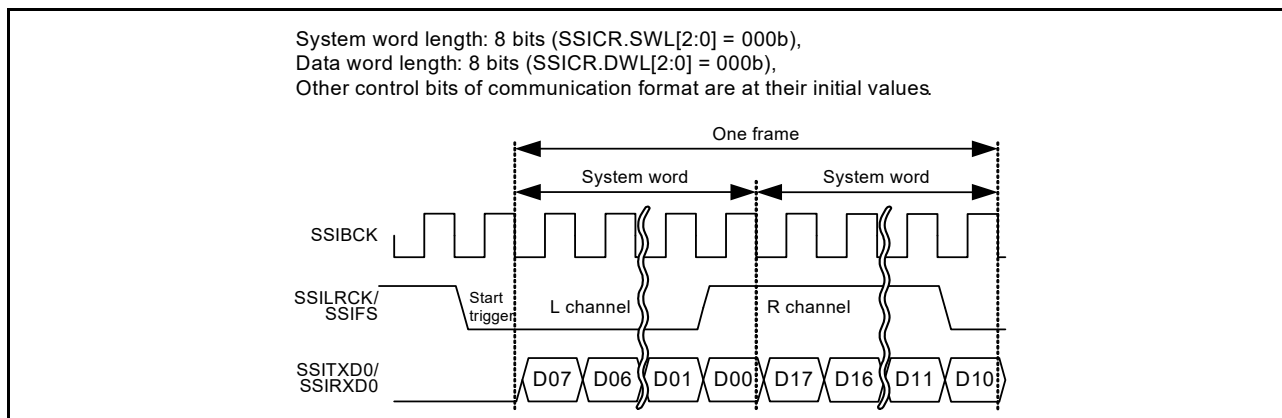 System word length: 8 bits (SSICR.SWL[2:0] = 000b),
Data word length: 8 bits (SSICR.DWL[2:0] = 000b),
Other control bits of communication format are at their initial values.
One frame
System word System word
SSIBCK
SSILRCK/
SSIFS
Start
trigger
L channel R channel
SSITXD0/
SSIRXD0
D07 D06 D01 D00 D17 D16 D11 D10